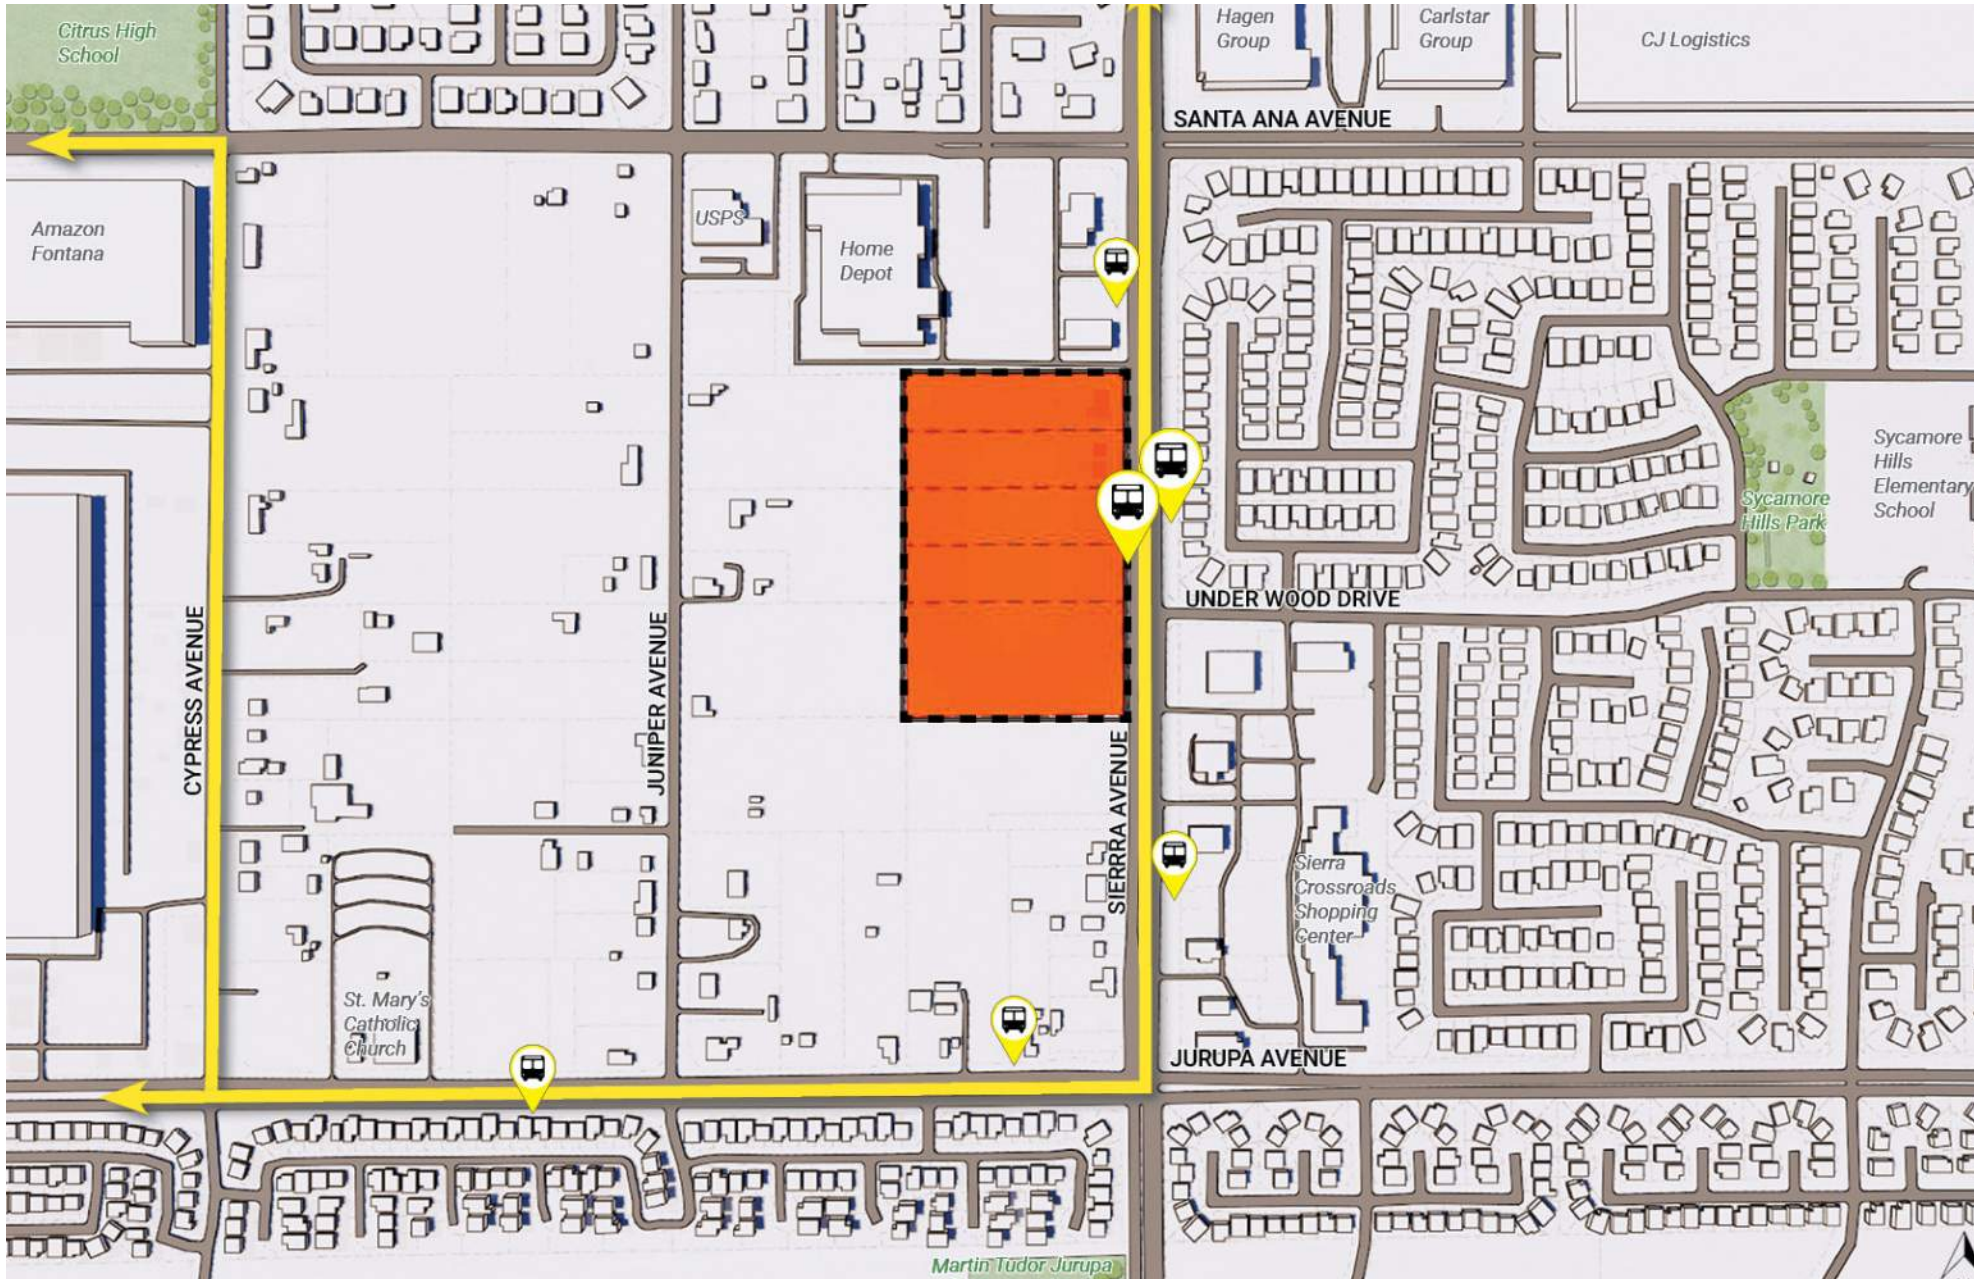 Citrus High
School
Hagen
Group
Carlstar
Group
CJ Logistics
SANTA ANA AVENUE
Amazon
Fontana
USPS
Home
Depot
Sycamore
Hills
Elementary
School
Sycamore
Hills Park
UNDER WOOD DRIVE
CYPRESS AVENUE
JUNIPER AVENUE
SIERRA AVENUE
Sierra
Crossroads
Shopping
Center
St. Mary's
Catholic
Church
JURUPA AVENUE
Martin Tudor Jurupa